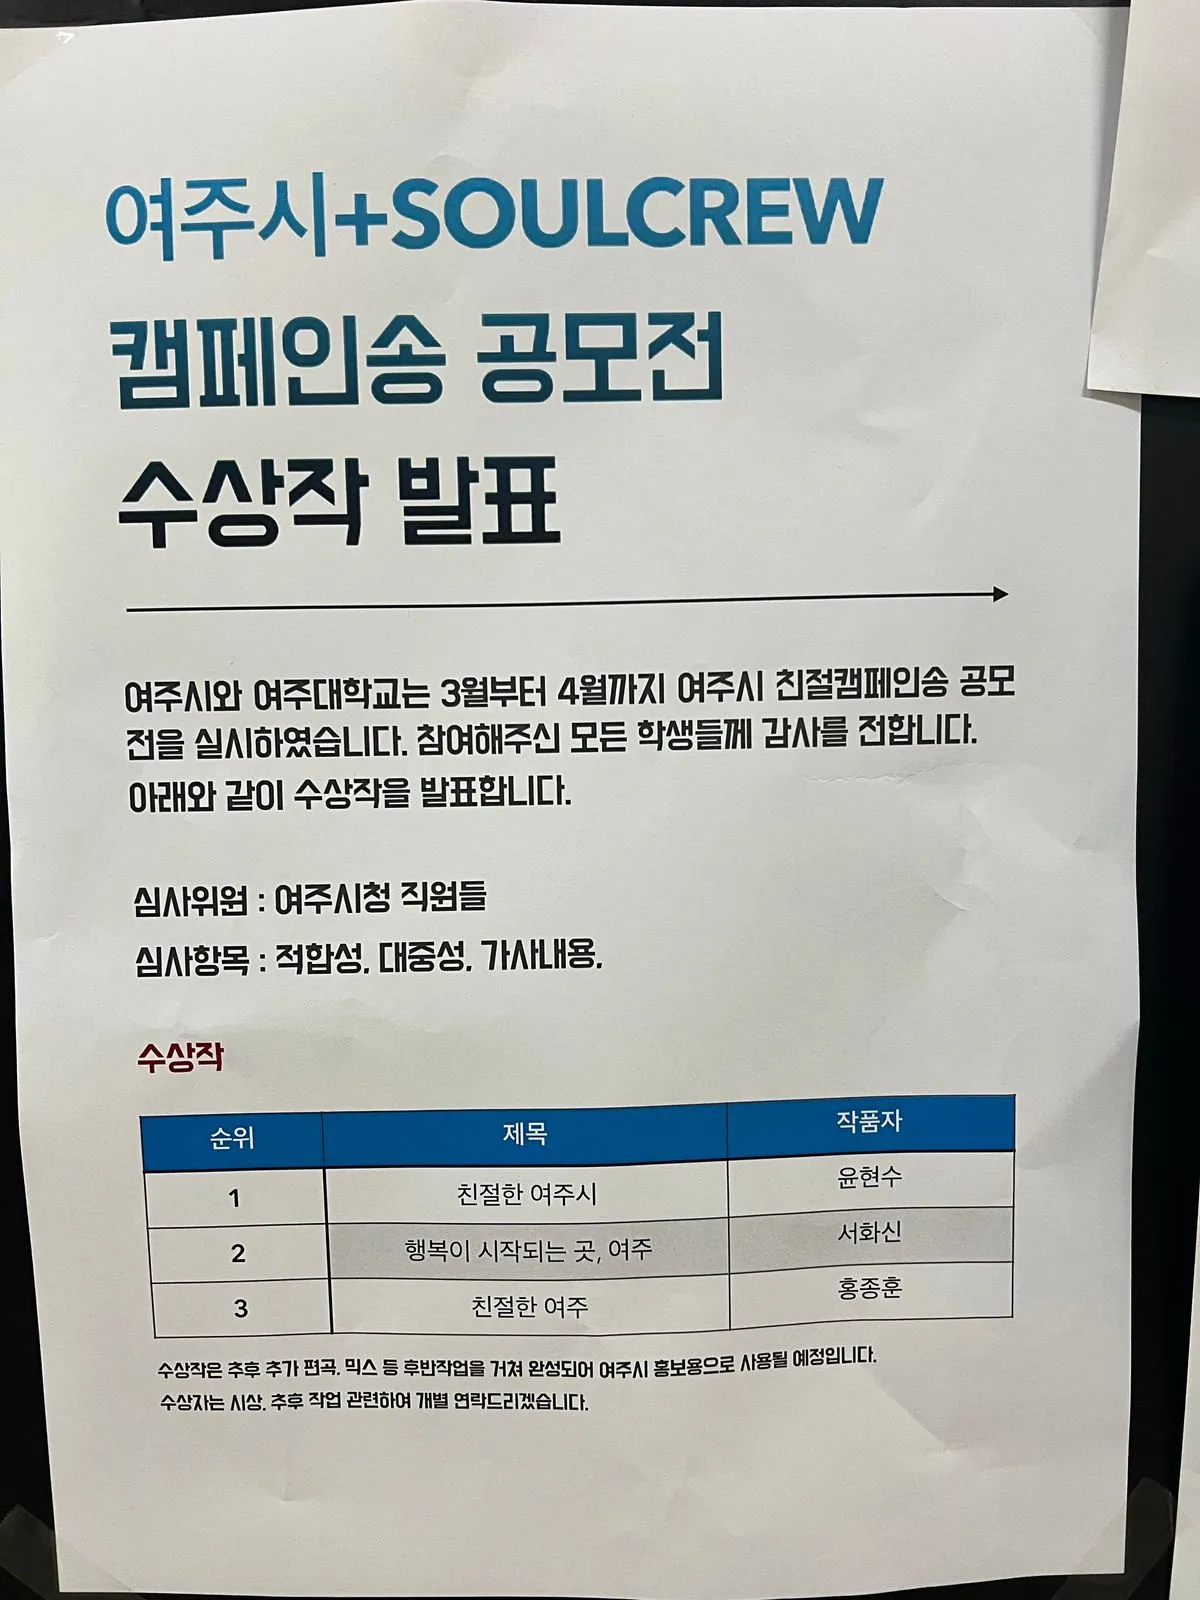 여주시+SOULCREW
캠페인송 공모전
수상작 발표
여주시와 여주대학교는 3월부터 4월까지 여주시 친절캠페인송 공모
전을 실시하였습니다. 참여해주신 모든 학생들께 감사를 전합니다.
아래와 같이 수상작을 발표합니다.
심사위원 : 여주시청 직원들
심사항목 : 적합성, 대중성, 가사내용,
수상작
순위 제목 작품자
1 친절한 여주시 윤현수
2 행복이 시작되는 곳, 여주 서화신
3 친절한 여주 홍종훈
수상작은 추후 추가 편곡, 믹스 등 후반작업을 거쳐 완성되어 여주시 홍보용으로 사용될 예정입니다.
수상자는 시상, 추후 작업 관련하여 개별 연락드리겠습니다.